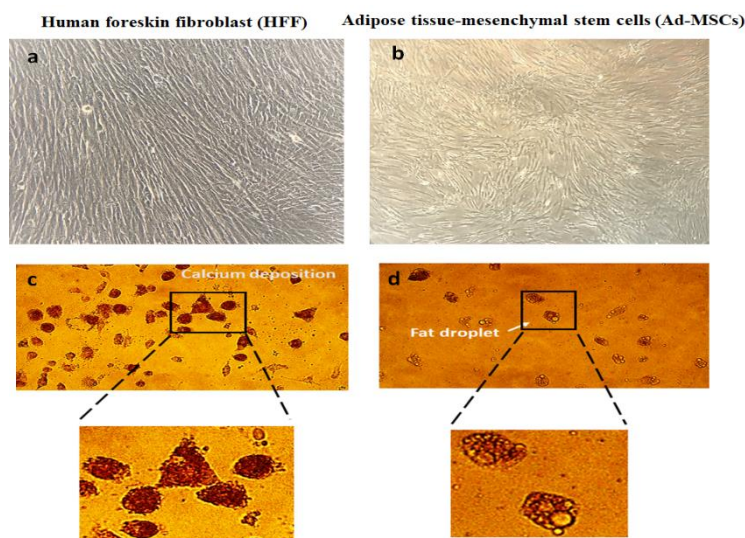 Human foreskin fibroblast (HFF)
Adipose tissue-mesenchymal stem cells (Ad-MSCs)
a
b
c
Calcium deposition
d
Fat droplet